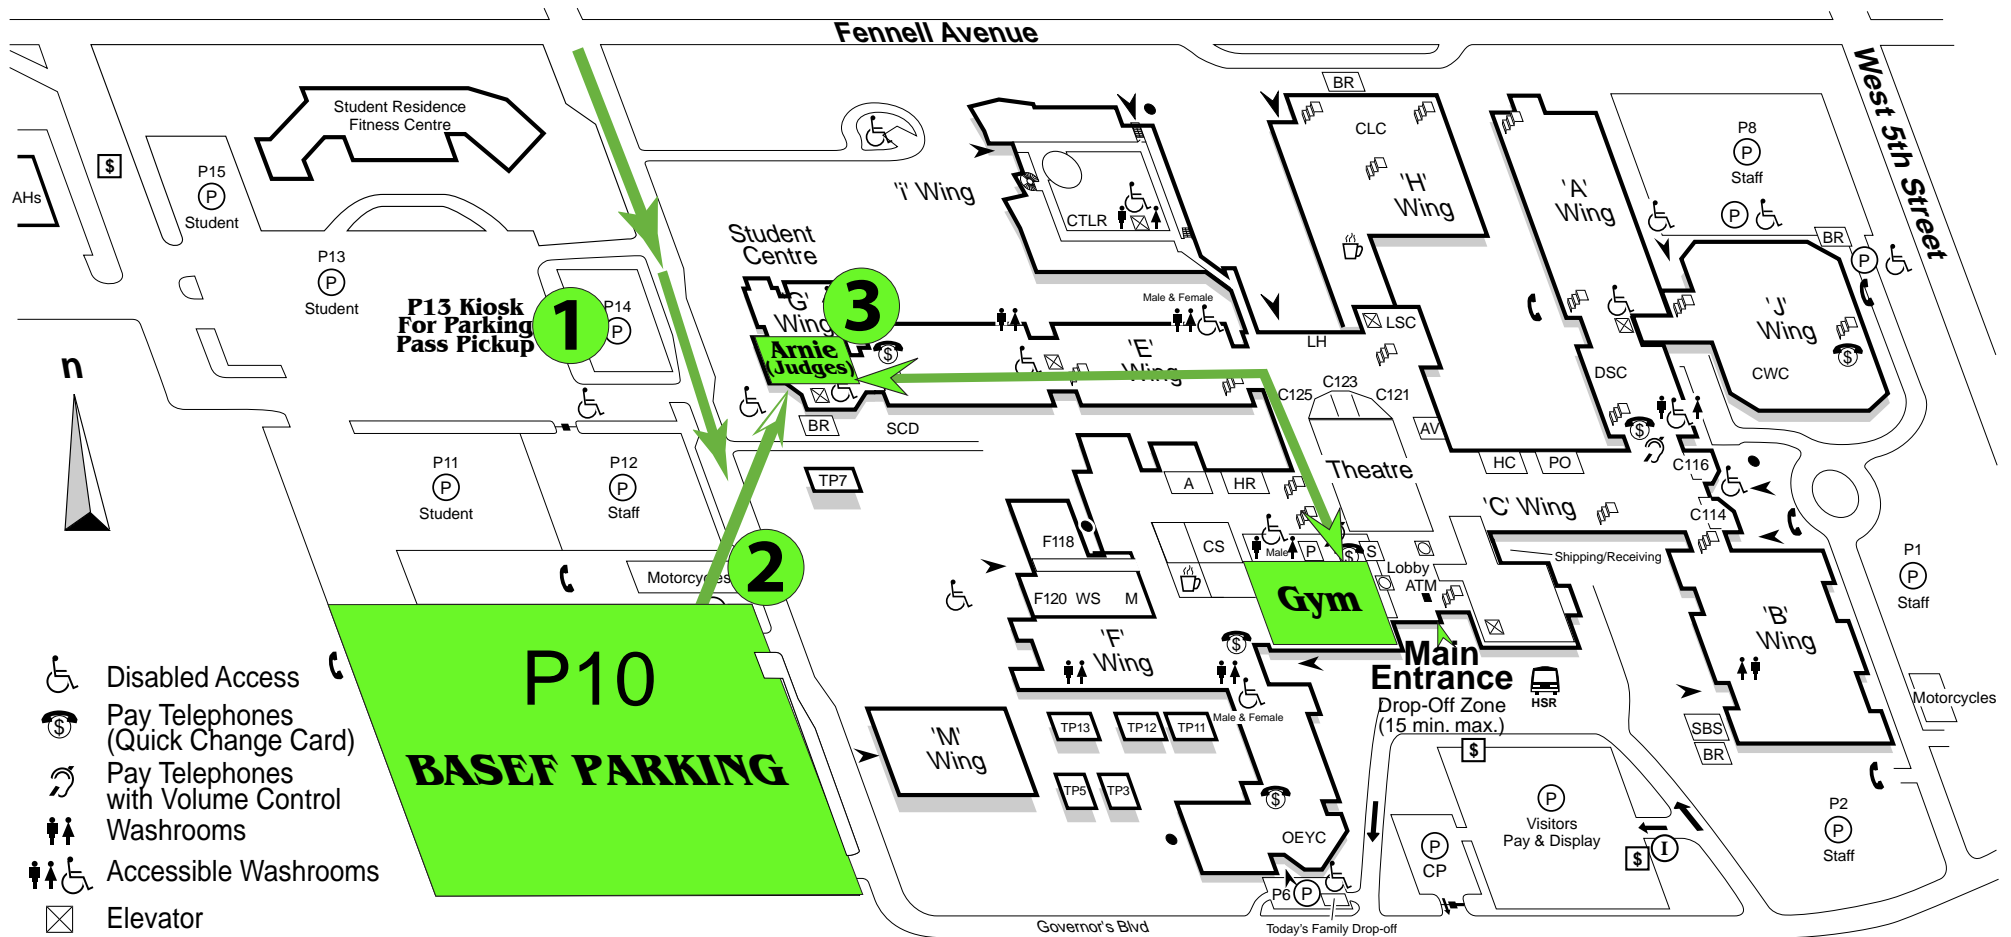 Fennell Avenue
West 5th Street
BR
Student Residence
Fitness Centre
CLC
P8
P
Staff
P15
P
Student
$
AHs
'i' Wing
'H'
Wing
'A'
Wing
P
CTLR
BR
P
Student
Centre
P13
P
Student
P13 Kiosk
For Parking
Pass Pickup
1
P14
P
'G'
Wing
3
Male & Female
LSC
LH
'J'
Wing
$
Arnie
(Judges)
$
'E'
Wing
DSC
CWC
n
C123
C125
C121
BR
SCD
AV
$
Theatre
HC
PO
C116
P11
P
Student
P12
P
Staff
TP7
A
HR
'C' Wing
C114
F118
CS
Male
P
$
S
Shipping/Receiving
Lobby
ATM
P1
P
Staff
Motorcycles
2
F120
WS
M
Gym
'B'
Wing
'F'
Wing
$
Main
Entrance
Drop-Off Zone
(15 min. max.)
HSR
Motorcycles
P10
BASEF PARKING
Male & Female
SBS
BR
'M'
Wing
TP13
TP12
TP11
TP5
TP3
$
$
P
Visitors
Pay & Display
P2
P
Staff
OEYC
P
CP
$
I
P6
P
Governor's Blvd
Today's Family Drop-off
Disabled Access
$
Pay Telephones
(Quick Change Card)
Pay Telephones
with Volume Control
Washrooms
Accessible Washrooms
Elevator